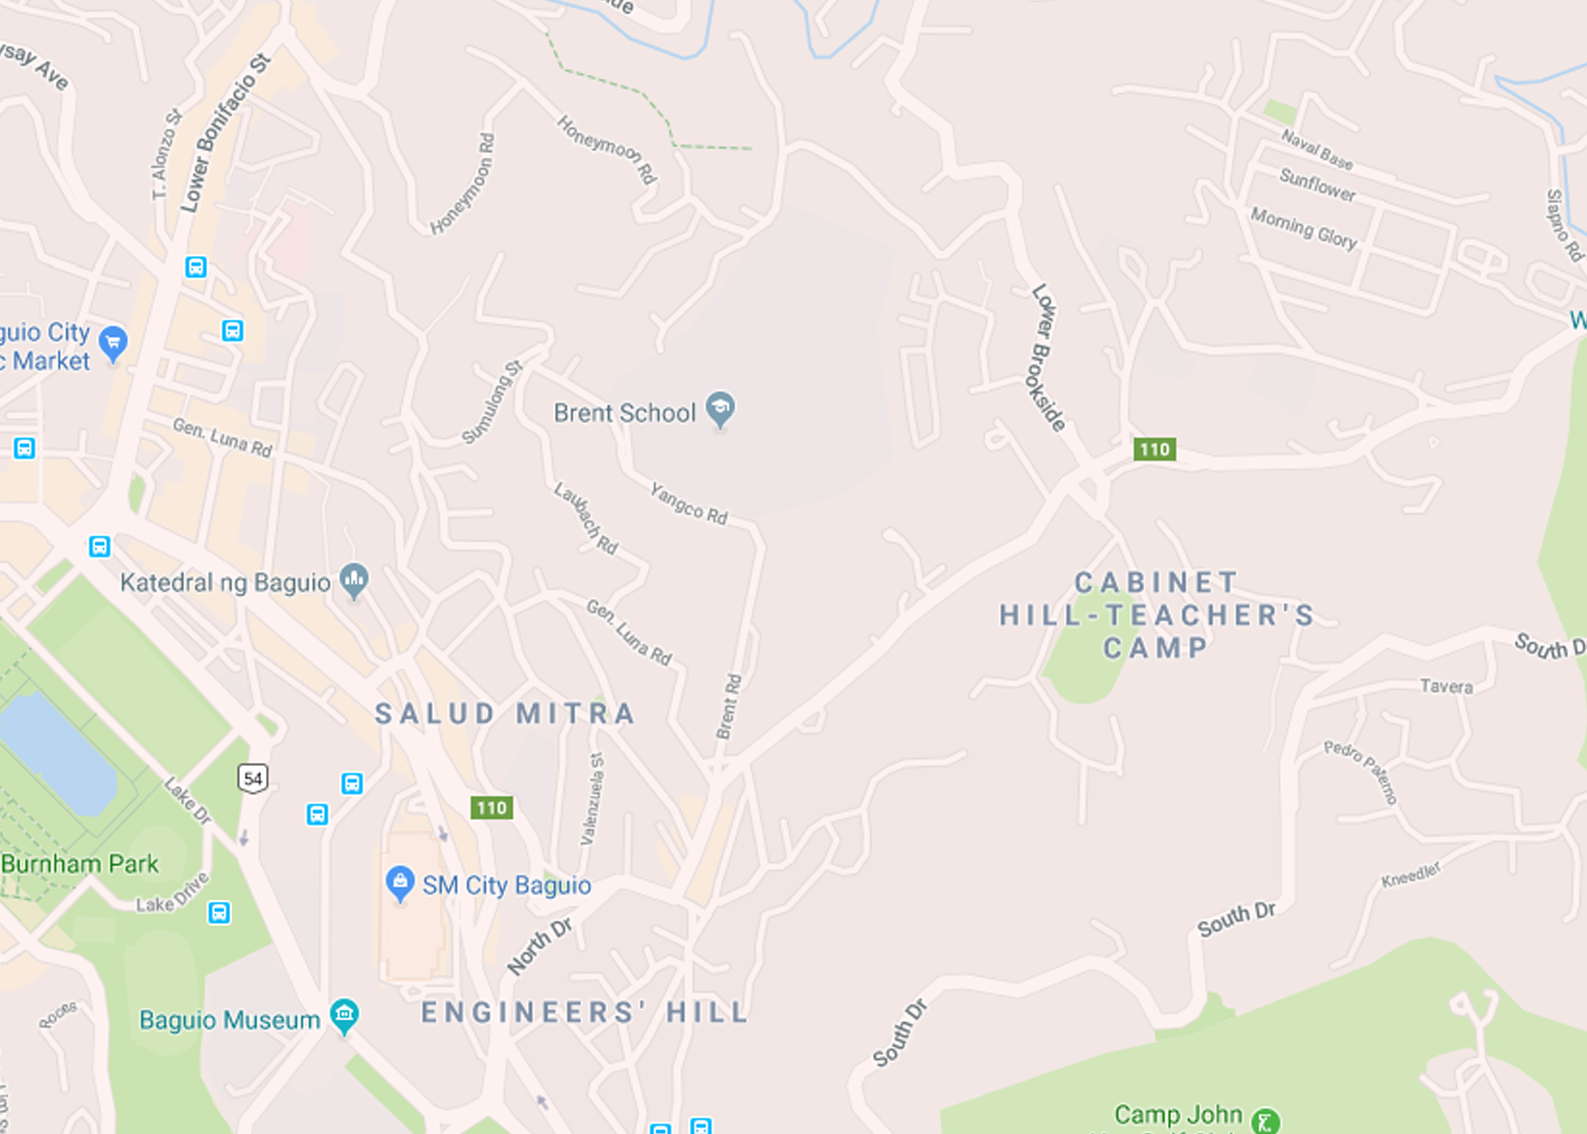 ysay Ave
T. Alonzo St
Lower Bonifacio St
Honeymoon Rd
Honeymoon Rd
Naval Base
Sunflower
Morning Glory
Siapno Rd
W
guio City
c Market
Lower Brookside
Sumulong St
Brent School
Gen. Luna Rd
110
Yangco Rd
Laubach Rd
Katedral ng Baguio
CABINET
HILL-TEACHER'S
CAMP
Gen. Luna Rd
South D
Tavera
Brent Rd
SALUD MITRA
Pedro Paterno
54
Lake Dr
Valenzuela St
110
Burnham Park
SM City Baguio
Lake Drive
Kneedler
South Dr
North Dr
Roces
Baguio Museum
ENGINEERS' HILL
South Dr
Camp John